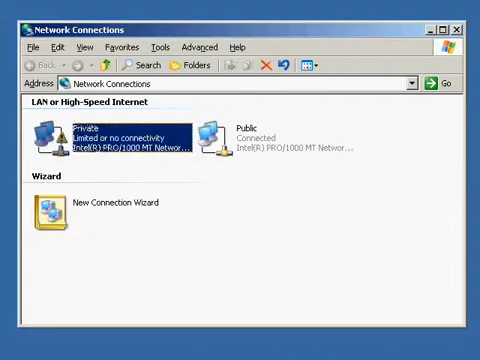 Network Connections
File Edit View Favorites Tools Advanced Help
Back Search Folders
Address Network Connections Go
LAN or High-Speed Internet
Private
Limited or no connectivity
Intel(R) PRO/1000 MT Networ...
Public
Connected
Intel(R) PRO/1000 MT Networ...
Wizard
New Connection Wizard